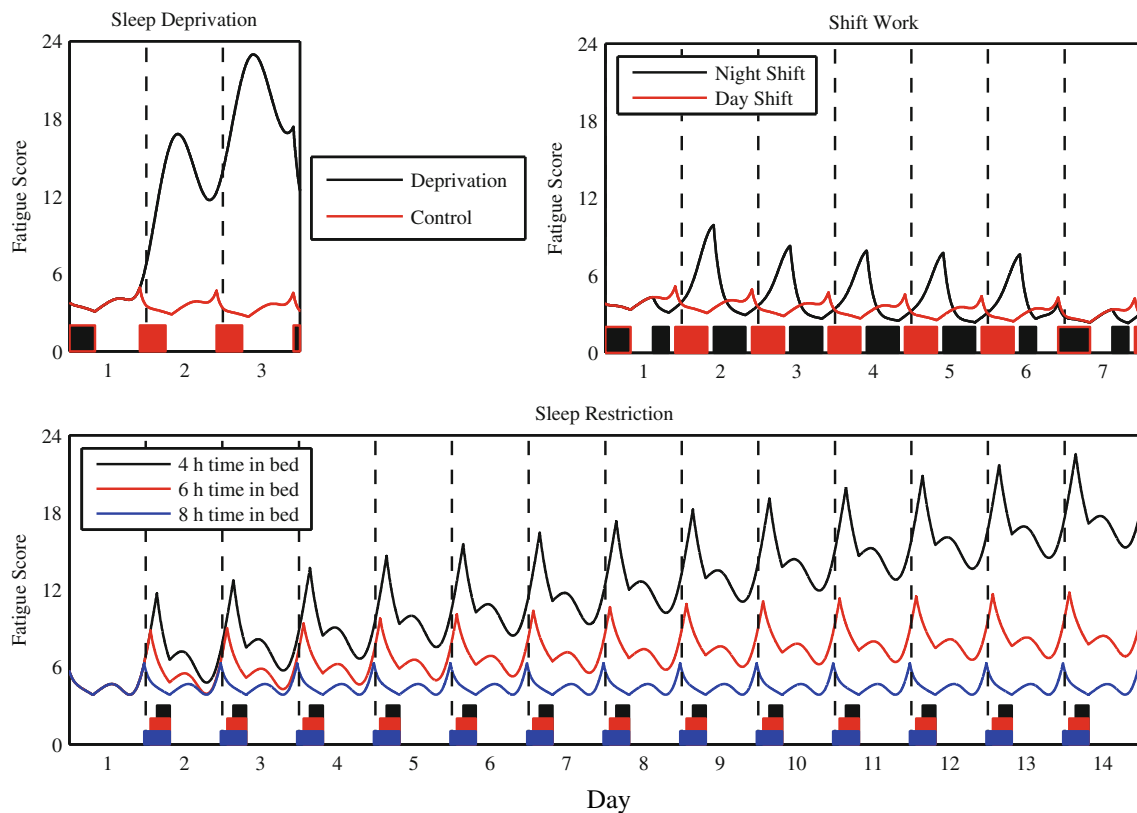 Sleep Deprivation
24
18
12
6
0
Fatigue Score
1 2 3
Deprivation
Control
Shift Work
24
18
12
6
0
Fatigue Score
Night Shift
Day Shift
1 2 3 4 5 6 7
Sleep Restriction
24
18
12
6
0
Fatigue Score
4 h time in bed
6 h time in bed
8 h time in bed
1 2 3 4 5 6 7 8 9 10 11 12 13 14
Day